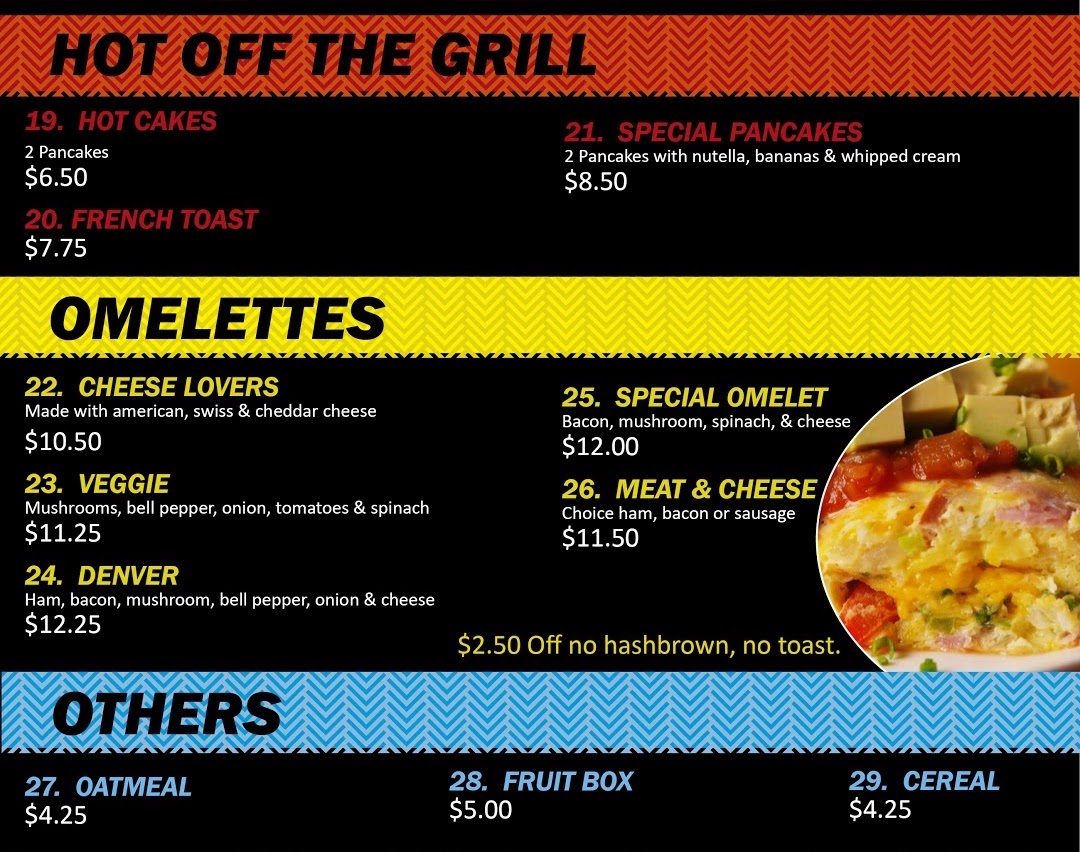 HOT OFF THE GRILL
19. HOT CAKES
2 Pancakes
$6.50
20. FRENCH TOAST
$7.75
21. SPECIAL PANCAKES
2 Pancakes with nutella, bananas & whipped cream
$8.50
OMELETTES
22. CHEESE LOVERS
Made with american, swiss & cheddar cheese
$10.50
23. VEGGIE
Mushrooms, bell pepper, onion, tomatoes & spinach
$11.25
24. DENVER
Ham, bacon, mushroom, bell pepper, onion & cheese
$12.25
25. SPECIAL OMELET
Bacon, mushroom, spinach, & cheese
$12.00
26. MEAT & CHEESE
Choice ham, bacon or sausage
$11.50
$2.50 Off no hashbrown, no toast.
OTHERS
27. OATMEAL
$4.25
28. FRUIT BOX
$5.00
29. CEREAL
$4.25